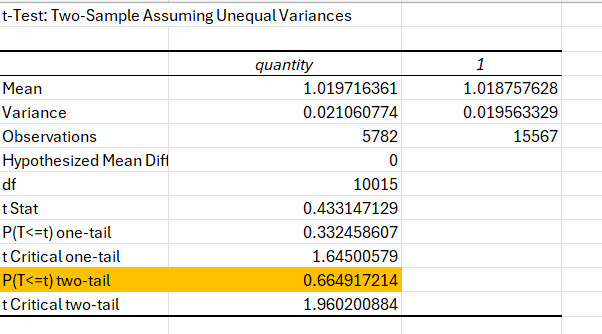 t-Test: Two-Sample Assuming Unequal Variances
quantity 1
Mean 1.019716361 1.018757628
Variance 0.021060774 0.019563329
Observations 5782 15567
Hypothesized Mean Diff 0
df 10015
t Stat 0.433147129
P(T<=t) one-tail 0.332458607
t Critical one-tail 1.64500579
P(T<=t) two-tail 0.664917214
t Critical two-tail 1.960200884